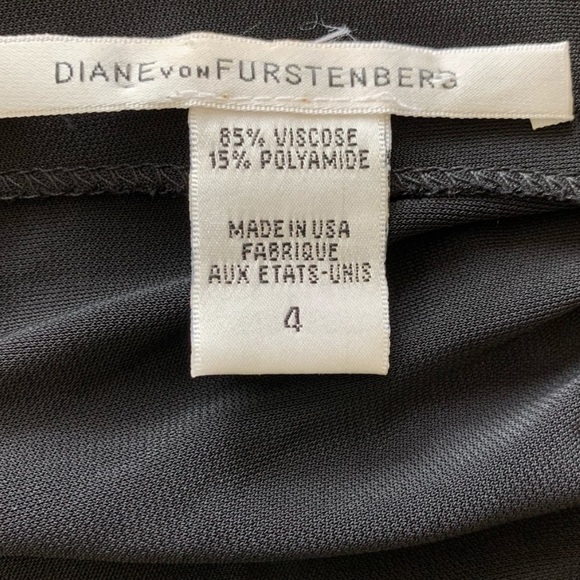 DIANE VON FURSTENBERG
85% VISCOSE
15% POLYAMIDE
MADE IN USA
FABRIQUE
AUX ETATS-UNIS
4